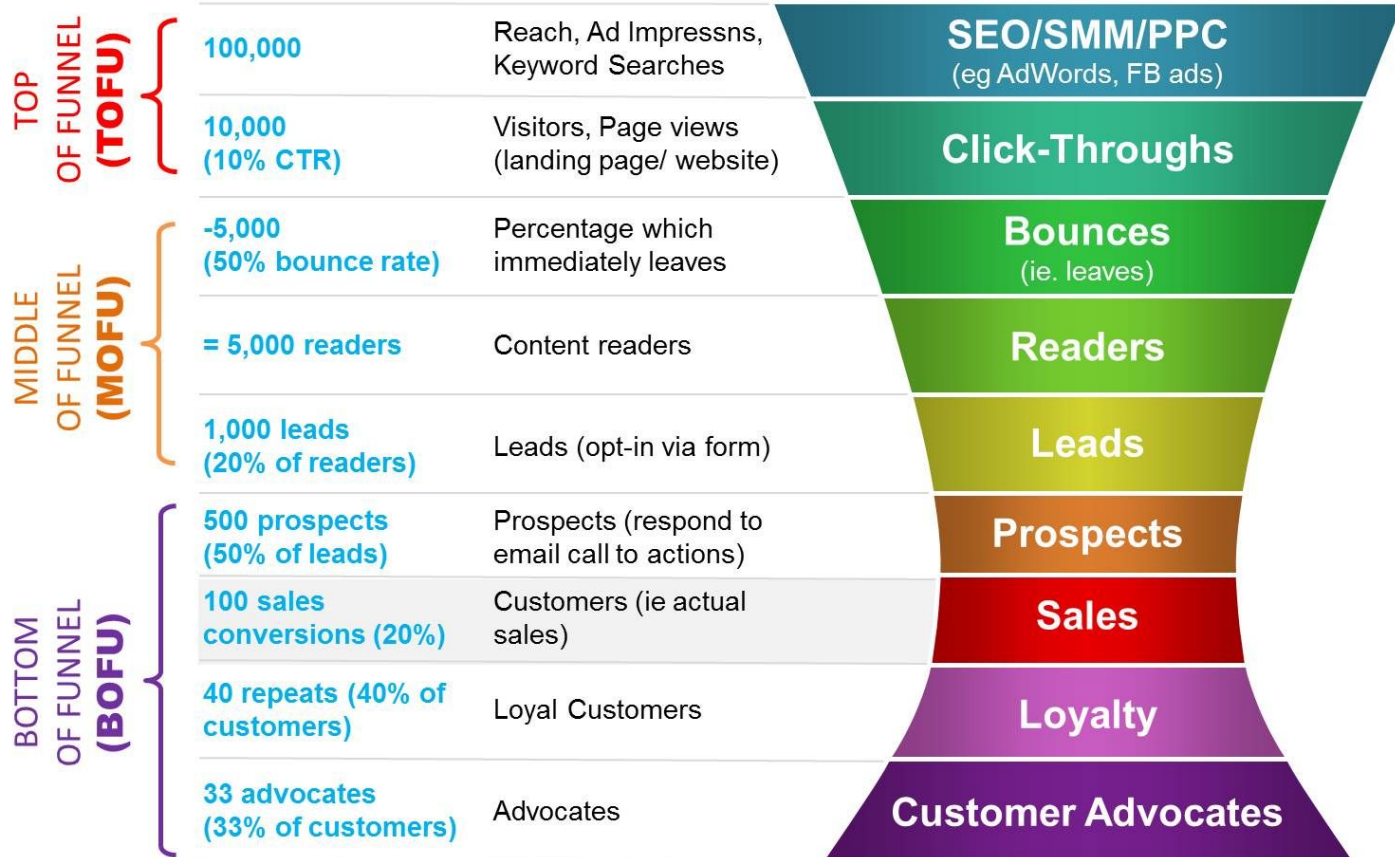 TOP
OF FUNNEL
(TOFU)
100,000
Reach, Ad Impressns,
Keyword Searches
SEO/SMM/PPC
(eg AdWords, FB ads)
10,000
(10% CTR)
Visitors, Page views
(landing page/ website)
Click-Throughs
MIDDLE
OF FUNNEL
(MOFU)
-5,000
(50% bounce rate)
Percentage which
immediately leaves
Bounces
(ie. leaves)
= 5,000 readers
Content readers
Readers
1,000 leads
(20% of readers)
Leads (opt-in via form)
Leads
BOTTOM
OF FUNNEL
(BOFU)
500 prospects
(50% of leads)
Prospects (respond to
email call to actions)
Prospects
100 sales
conversions (20%)
Customers (ie actual
sales)
Sales
40 repeats (40% of
customers)
Loyal Customers
Loyalty
33 advocates
(33% of customers)
Advocates
Customer Advocates